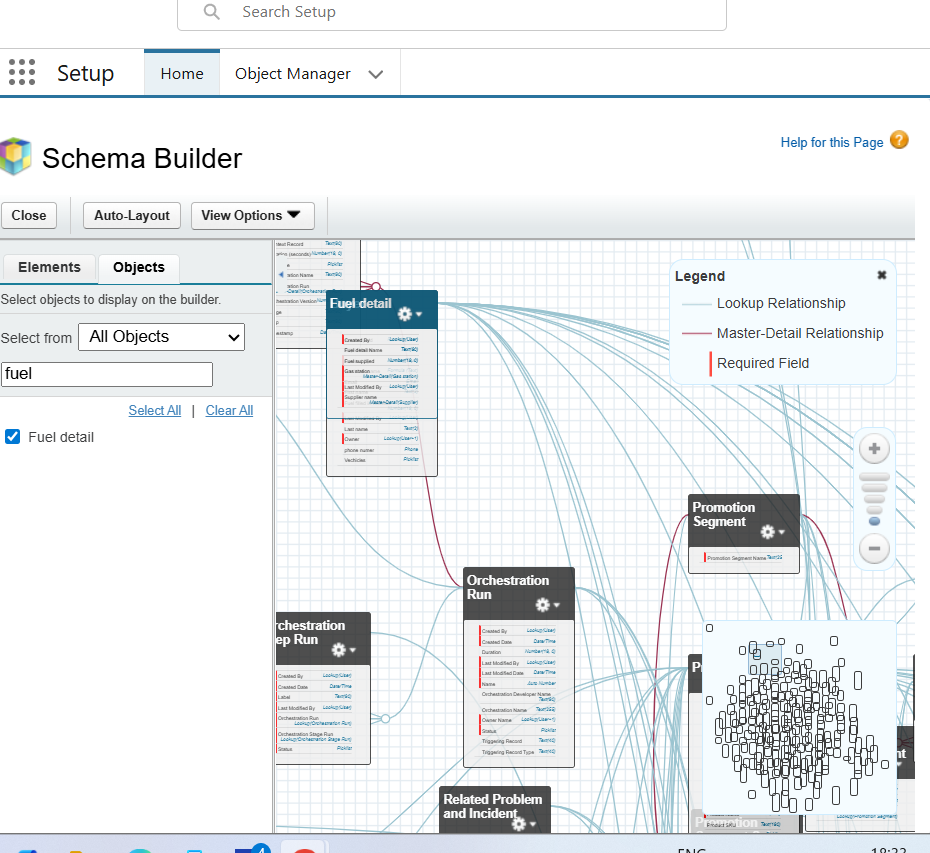 Search Setup
Setup
Home
Object Manager
Schema Builder
Help for this Page
Close
Auto-Layout
View Options
Elements
Objects
Select objects to display on the builder.
Select from
All Objects
fuel
Select All | Clear All
Fuel detail
Fuel detail
Created By Lookup(User)
Fuel detail Name Text(80)
Fuel supplied Number(18, 0)
Gas station
Master-Detail(Gas station)
Last Modified By Lookup(User)
Supplier name
Master-Detail(Supplier)
Last name
Owner Lookup(User+1)
phone numer Phone
Vechicles Picklist
Legend
Lookup Relationship
Master-Detail Relationship
Required Field
Promotion
Segment
Promotion Segment Name
Orchestration
Run
Created By Lookup(User)
Created Date Date/Time
Duration Number(18, 0)
Last Modified By Lookup(User)
Last Modified Date Date/Time
Name Auto Number
Orchestration Developer Name
Text(80)
Orchestration Name Text(255)
Owner Name Lookup(User+1)
Status Picklist
Triggering Record
Triggering Record Type
rchestration
ep Run
Created By Lookup(User)
Created Date Date/Time
Label Text(80)
Last Modified By Lookup(User)
Orchestration Run
Lookup(Orchestration Run)
Orchestration Stage Run
Lookup(Orchestration Stage Run)
Status Picklist
Related Problem
and Incident
Promotion
Product SKU
ENG
18:33